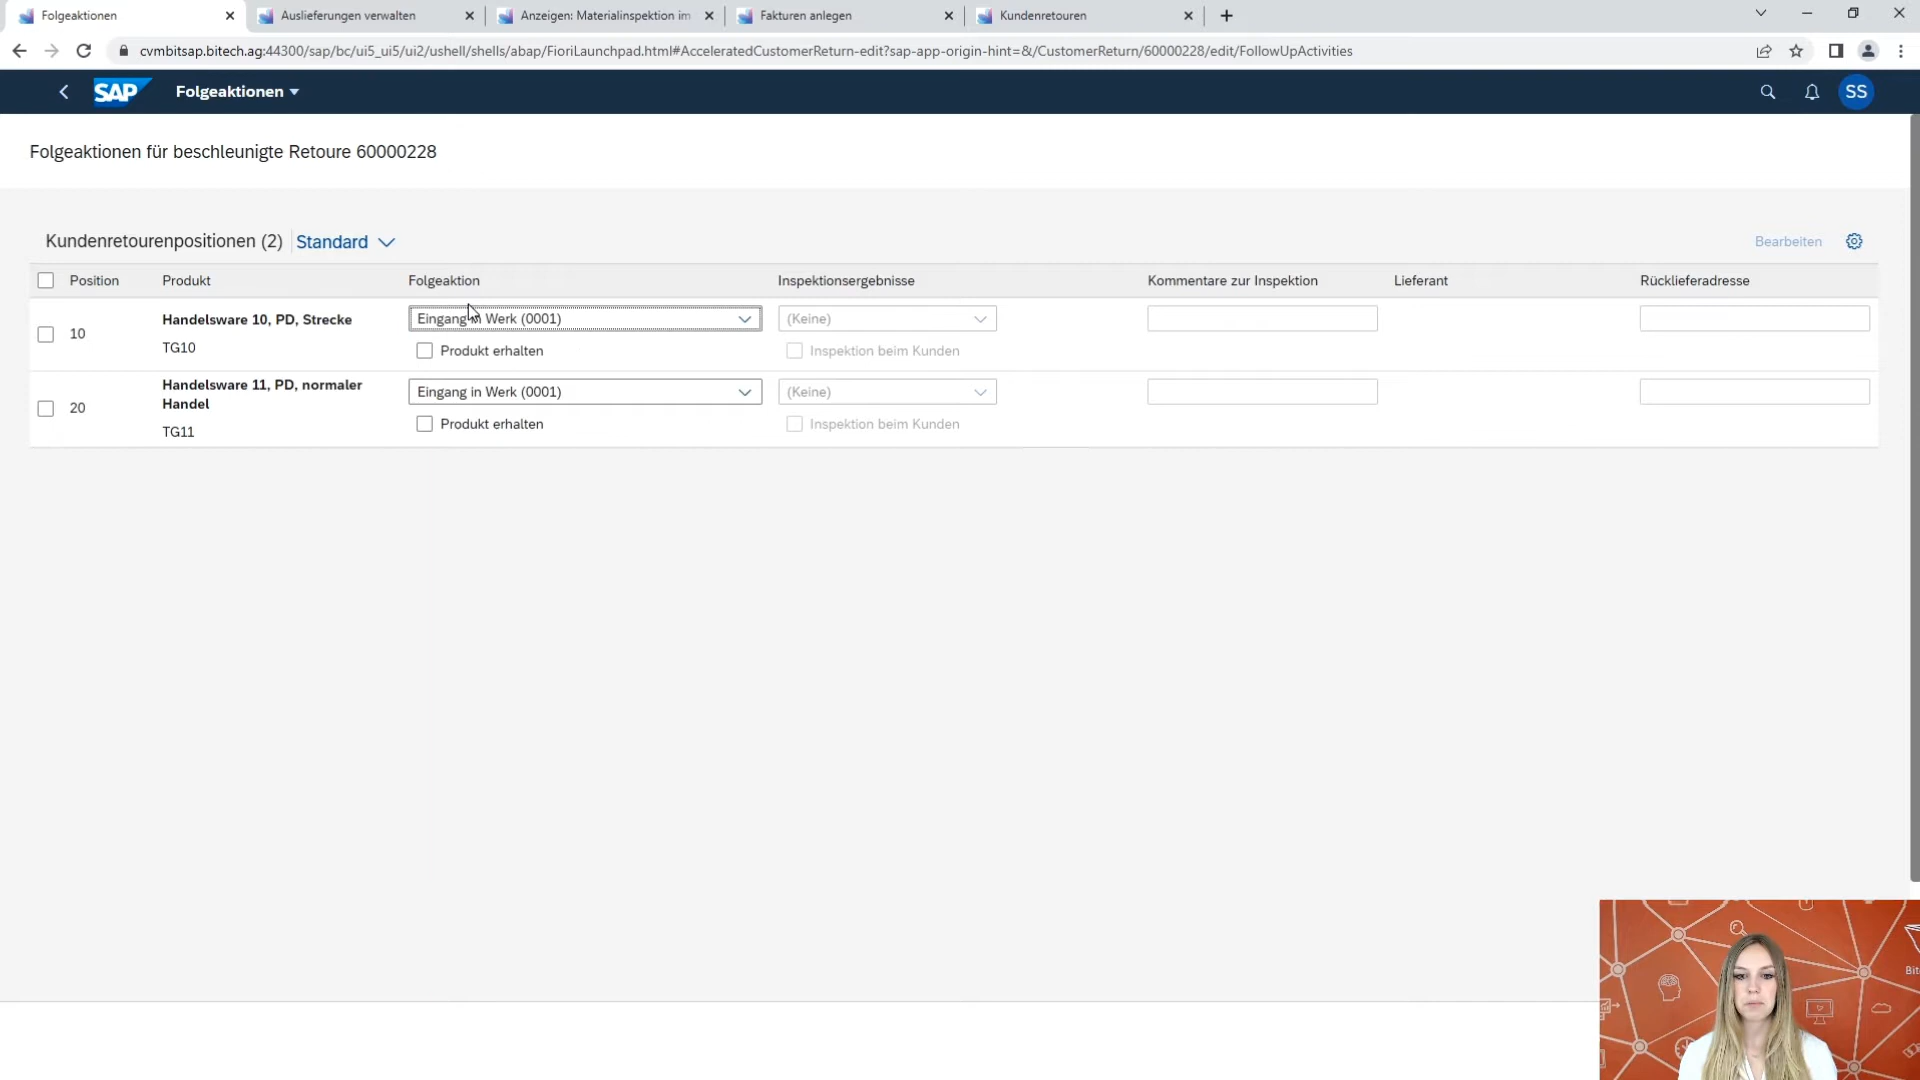 Folgeaktionen
Auslieferungen verwalten
Anzeigen: Materialinspektion im
Fakturen anlegen
Kundenretouren
cvmbitsap.bitech.ag:44300/sap/bc/ui5_ui5/ui2/ushell/shells/abap/FioriLaunchpad.html#AcceleratedCustomerReturn-edit?sap-app-origin-hint=&/CustomerReturn/60000228/edit/FollowUpActivities
SAP
Folgeaktionen
SS
Folgeaktionen für beschleunigte Retoure 60000228
Kundenretourenpositionen (2)
Standard
Bearbeiten
Position
Produkt
Folgeaktion
Inspektionsergebnisse
Kommentare zur Inspektion
Lieferant
Rücklieferadresse
10
Handelsware 10, PD, Strecke
TG10
Eingang in Werk (0001)
Produkt erhalten
(Keine)
Inspektion beim Kunden
20
Handelsware 11, PD, normaler
Handel
TG11
Eingang in Werk (0001)
Produkt erhalten
(Keine)
Inspektion beim Kunden